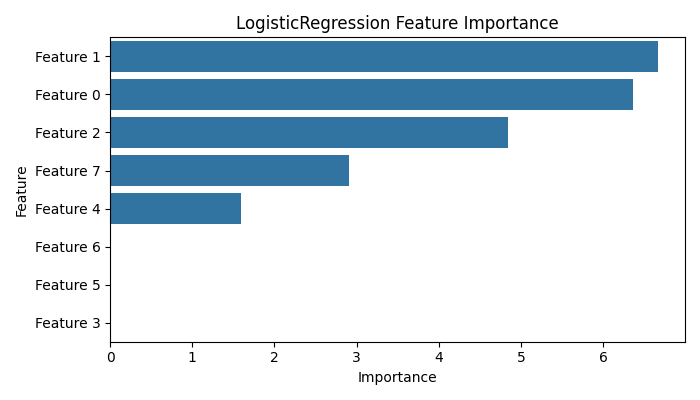 LogisticRegression Feature Importance
Feature
Feature 1
Feature 0
Feature 2
Feature 7
Feature 4
Feature 6
Feature 5
Feature 3
0 1 2 3 4 5 6
Importance